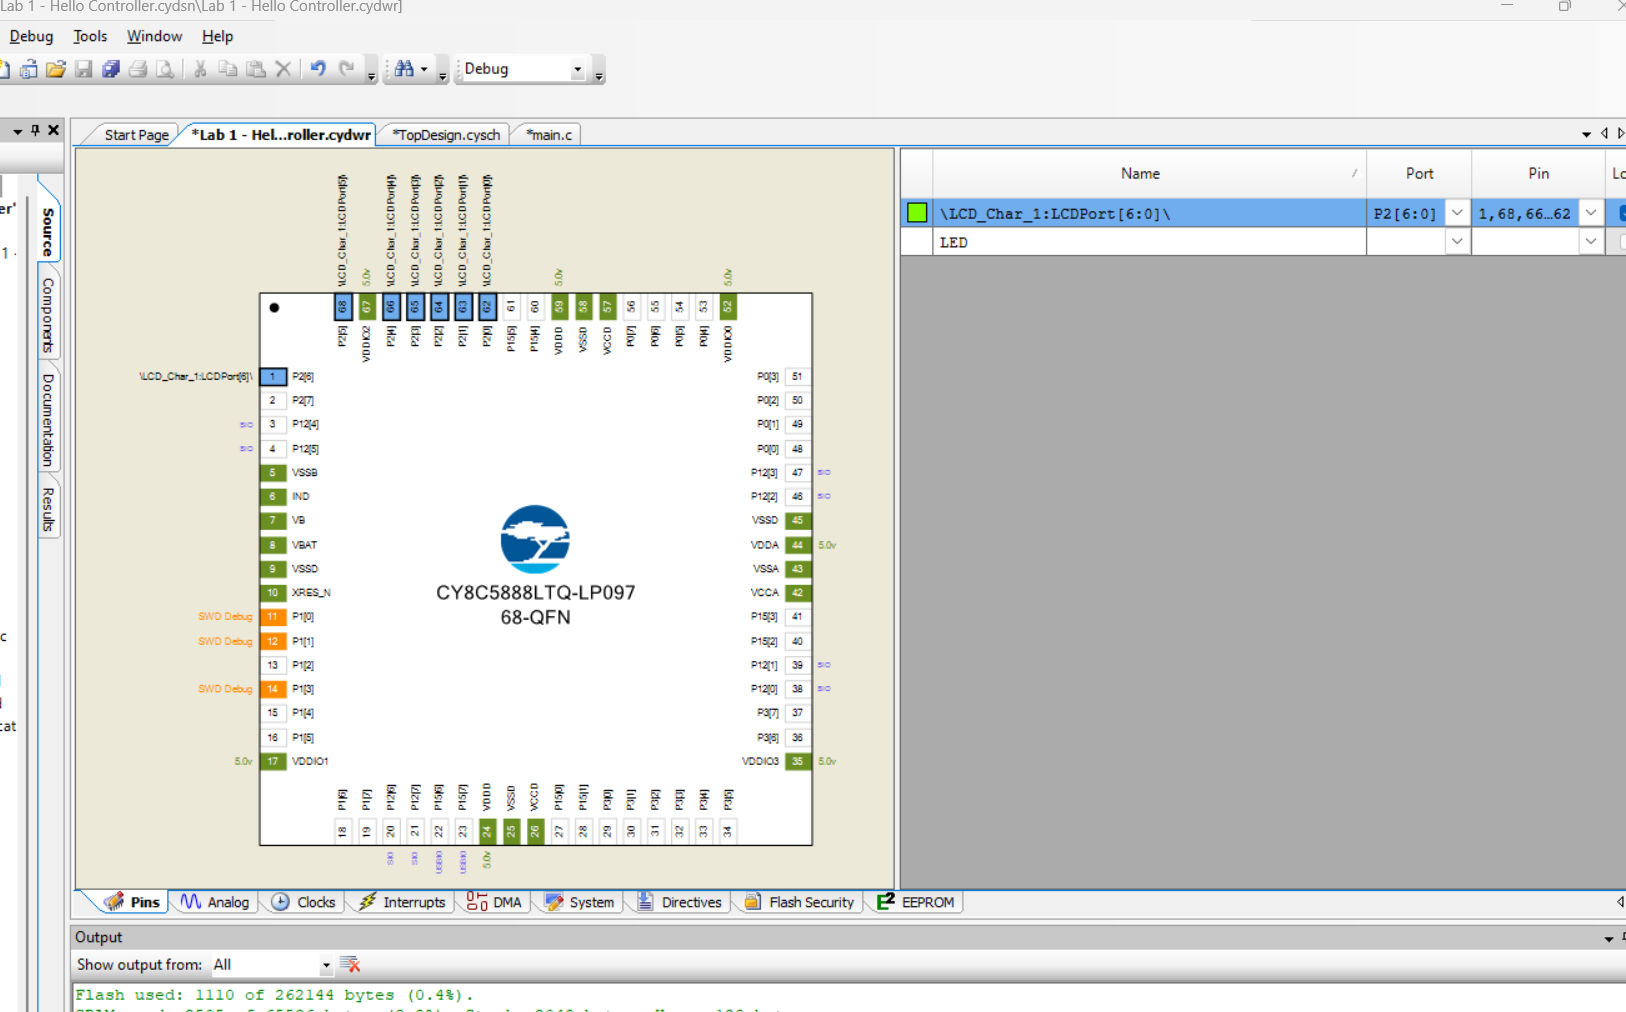 Lab 1 - Hello Controller.cydsn\Lab 1 - Hello Controller.cydwr]
Debug Tools Window Help
Debug
Start Page *Lab 1 - Hel...roller.cydwr *TopDesign.cysch *main.c
Source
Components
Documentation
Results
er'
1 -
c
cat
Name Port Pin Lo
\LCD_Char_1:LCDPort[6:0]\ P2[6:0] 1,68,66...62
LED
\LCD_Char_1:LCDPort[5]\ 5.0v \LCD_Char_1:LCDPort[4]\ \LCD_Char_1:LCDPort[3]\ \LCD_Char_1:LCDPort[2]\ \LCD_Char_1:LCDPort[1]\ \LCD_Char_1:LCDPort[0]\ 5.0v 5.0v
68 67 66 65 64 63 62 61 60 59 58 57 56 55 54 53 52
P2[5] VDDIO2 P2[4] P2[3] P2[2] P2[1] P2[0] P15[5] P15[4] VDDD VSSD VCCD P0[7] P0[6] P0[5] P0[4] VDDIO0
\LCD_Char_1:LCDPort[6]\ 1 P2[6] P0[3] 51
2 P2[7] P0[2] 50
SIO 3 P12[4] P0[1] 49
SIO 4 P12[5] P0[0] 48
5 VSSB P12[3] 47 SIO
6 IND P12[2] 46 SIO
7 VB VSSD 45
8 VBAT VDDA 44 5.0v
9 VSSD VSSA 43
10 XRES_N VCCA 42
CY8C5888LTQ-LP097
68-QFN
SWD Debug 11 P1[0] P15[3] 41
SWD Debug 12 P1[1] P15[2] 40
13 P1[2] P12[1] 39 SIO
SWD Debug 14 P1[3] P12[0] 38 SIO
15 P1[4] P3[7] 37
16 P1[5] P3[6] 36
5.0v 17 VDDIO1 VDDIO3 35 5.0v
P1[6] P1[7] P12[6] P12[7] P15[6] P15[7] VDDD VSSD VCCD P15[0] P15[1] P3[0] P3[1] P3[2] P3[3] P3[4] P3[5]
18 19 20 21 22 23 24 25 26 27 28 29 30 31 32 33 34
SIO SIO USBIO USBIO 5.0v
Pins Analog Clocks Interrupts DMA System Directives Flash Security EEPROM
Output
Show output from: All
Flash used: 1110 of 262144 bytes (0.4%).